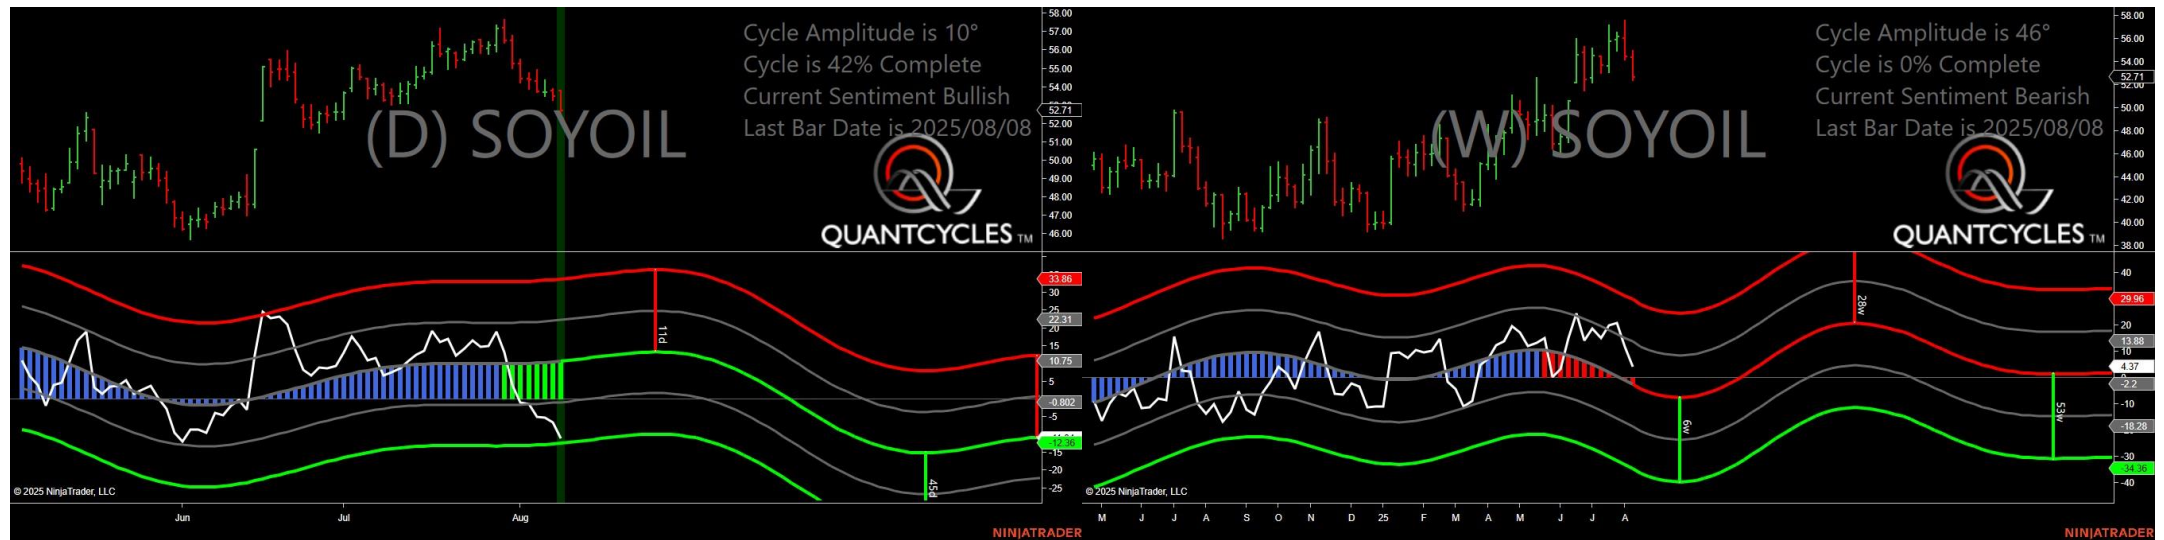 Cycle Amplitude is 10°
Cycle is 42% Complete
Current Sentiment Bullish
Last Bar Date is 2025/08/08
(D) SOYOIL
QUANTCYCLES TM
58.00
57.00
56.00
55.00
54.00
52.71
52.00
51.00
50.00
49.00
48.00
47.00
46.00
33.86
30
25
22.31
20
15
10.75
5
-0.802
-5
-12.36
-15
-20
-25
11d
45d
© 2025 NinjaTrader, LLC
Jun
Jul
Aug
NINJATRADER
Cycle Amplitude is 46°
Cycle is 0% Complete
Current Sentiment Bearish
Last Bar Date is 2025/08/08
(W) SOYOIL
QUANTCYCLES TM
58.00
56.00
54.00
52.71
52.00
50.00
48.00
46.00
44.00
42.00
40.00
38.00
40
29.96
20
13.88
10
4.37
-2.2
-10
-18.28
-30
-34.36
-40
28w
6w
53w
© 2025 NinjaTrader, LLC
M J J A S O N D 25 F M A M J J A
NINJATRADER